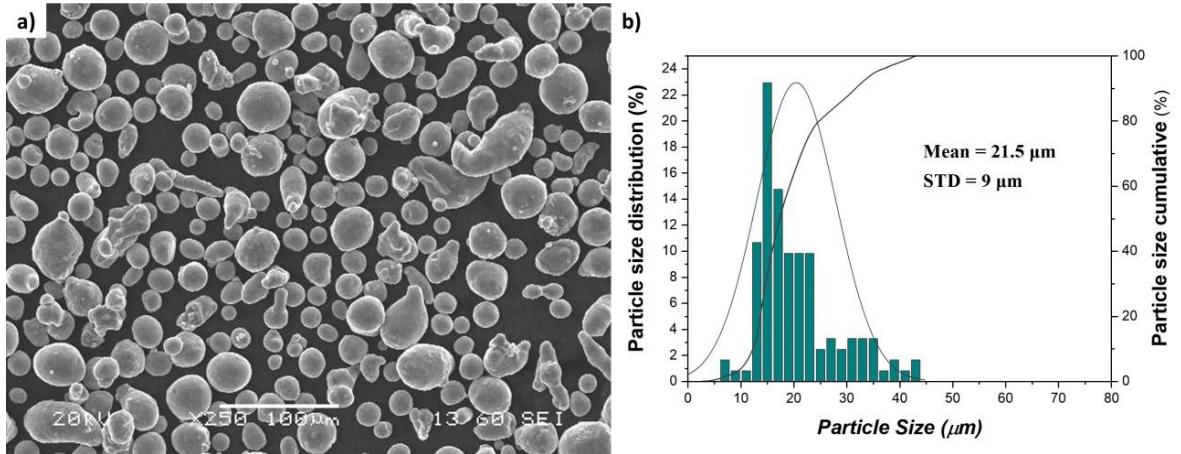 a)
20kV X250 100μm 13 60 SEI
b)
Particle size distribution (%)
24
22
20
18
16
14
12
10
8
6
4
2
0
Mean = 21.5 μm
STD = 9 μm
100
80
60
40
20
0
Particle size cumulative (%)
0 10 20 30 40 50 60 70 80
Particle Size (μm)